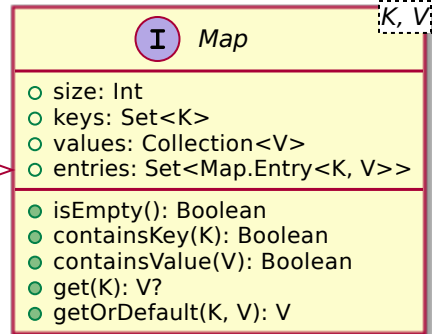 K, V
I Map
size: Int
keys: Set<K>
values: Collection<V>
entries: Set<Map.Entry<K, V>>
isEmpty(): Boolean
containsKey(K): Boolean
containsValue(V): Boolean
get(K): V?
getOrDefault(K, V): V